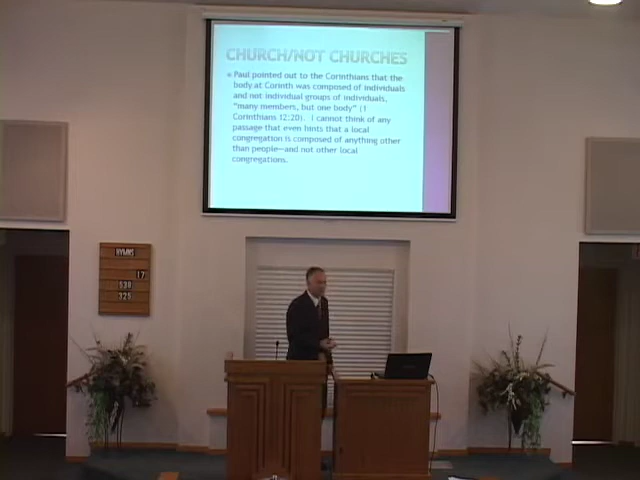 CHURCH/NOT CHURCHES
Paul pointed out to the Corinthians that the
body at Corinth was composed of individuals
and not individual groups of individuals,
"many members, but one body" (1
Corinthians 12:20). I cannot think of any
passage that even hints that a local
congregation is composed of anything other
than people—and not other local
congregations.
HYMNS
17
538
325